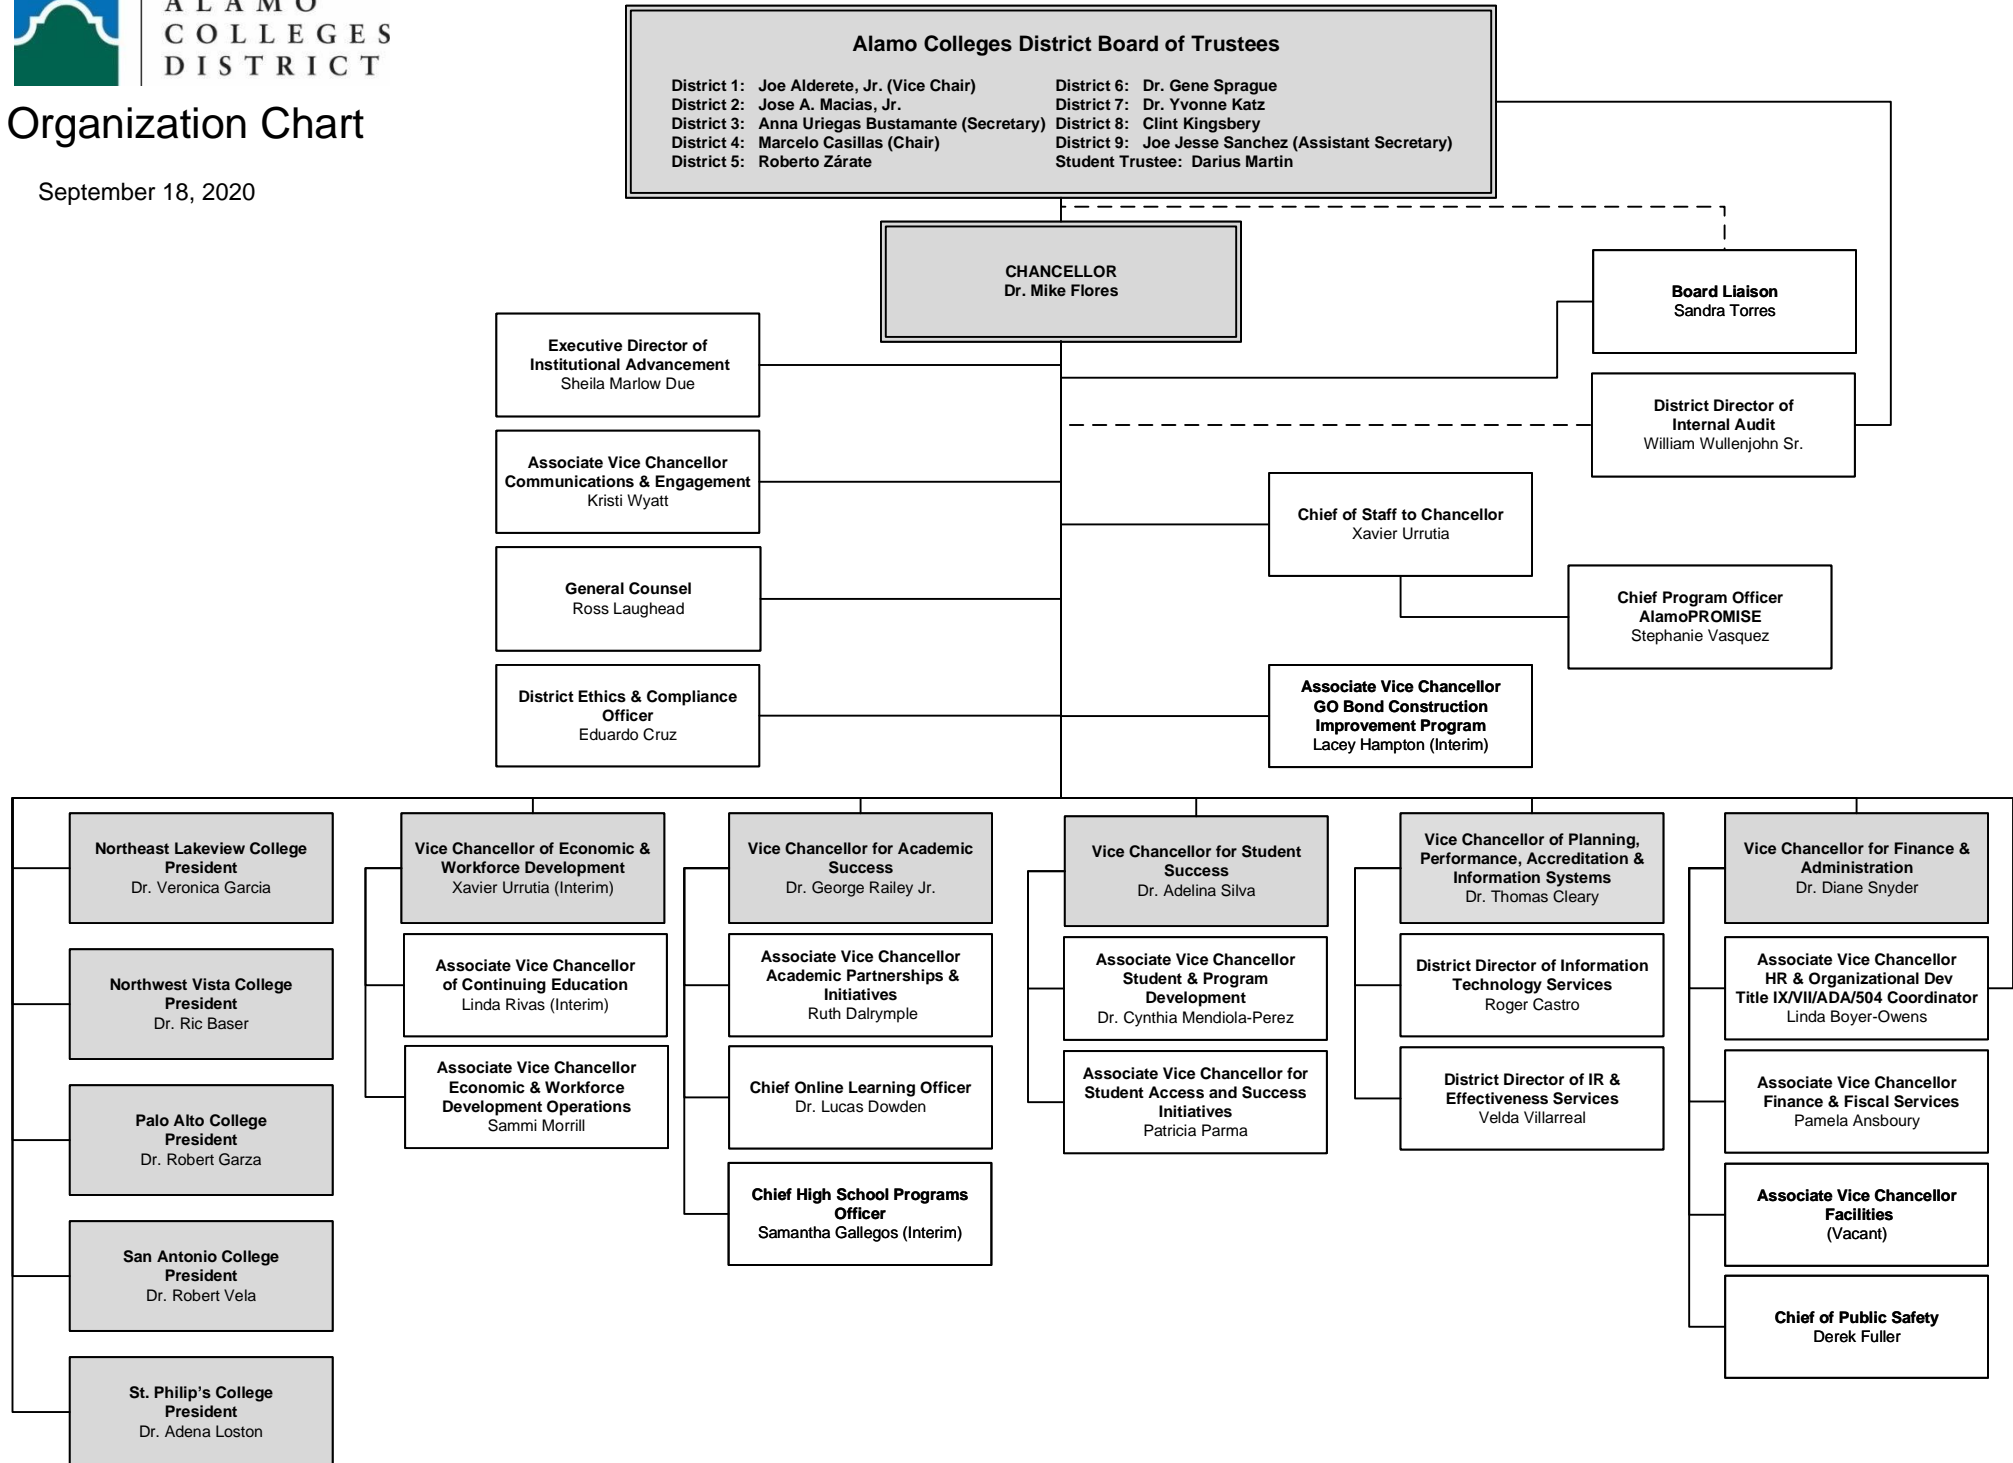 ALAMO
COLLEGES
DISTRICT
Organization Chart
September 18, 2020
Alamo Colleges District Board of Trustees
District 1: Joe Alderete, Jr. (Vice Chair)
District 2: Jose A. Macias, Jr.
District 3: Anna Uriegas Bustamante (Secretary)
District 4: Marcelo Casillas (Chair)
District 5: Roberto Zárate
District 6: Dr. Gene Sprague
District 7: Dr. Yvonne Katz
District 8: Clint Kingsbery
District 9: Joe Jesse Sanchez (Assistant Secretary)
Student Trustee: Darius Martin
CHANCELLOR
Dr. Mike Flores
Board Liaison
Sandra Torres
Executive Director of
Institutional Advancement
Sheila Marlow Due
District Director of
Internal Audit
William Wullenjohn Sr.
Associate Vice Chancellor
Communications & Engagement
Kristi Wyatt
Chief of Staff to Chancellor
Xavier Urrutia
General Counsel
Ross Laughead
Chief Program Officer
AlamoPROMISE
Stephanie Vasquez
District Ethics & Compliance
Officer
Eduardo Cruz
Associate Vice Chancellor
GO Bond Construction
Improvement Program
Lacey Hampton (Interim)
Northeast Lakeview College
President
Dr. Veronica Garcia
Northwest Vista College
President
Dr. Ric Baser
Palo Alto College
President
Dr. Robert Garza
San Antonio College
President
Dr. Robert Vela
St. Philip’s College
President
Dr. Adena Loston
Vice Chancellor of Economic &
Workforce Development
Xavier Urrutia (Interim)
Associate Vice Chancellor
of Continuing Education
Linda Rivas (Interim)
Associate Vice Chancellor
Economic & Workforce
Development Operations
Sammi Morrill
Vice Chancellor for Academic
Success
Dr. George Railey Jr.
Associate Vice Chancellor
Academic Partnerships &
Initiatives
Ruth Dalrymple
Chief Online Learning Officer
Dr. Lucas Dowden
Chief High School Programs
Officer
Samantha Gallegos (Interim)
Vice Chancellor for Student
Success
Dr. Adelina Silva
Associate Vice Chancellor
Student & Program
Development
Dr. Cynthia Mendiola-Perez
Associate Vice Chancellor for
Student Access and Success
Initiatives
Patricia Parma
Vice Chancellor of Planning,
Performance, Accreditation &
Information Systems
Dr. Thomas Cleary
District Director of Information
Technology Services
Roger Castro
District Director of IR &
Effectiveness Services
Velda Villarreal
Vice Chancellor for Finance &
Administration
Dr. Diane Snyder
Associate Vice Chancellor
HR & Organizational Dev
Title IX/VII/ADA/504 Coordinator
Linda Boyer-Owens
Associate Vice Chancellor
Finance & Fiscal Services
Pamela Ansboury
Associate Vice Chancellor
Facilities
(Vacant)
Chief of Public Safety
Derek Fuller